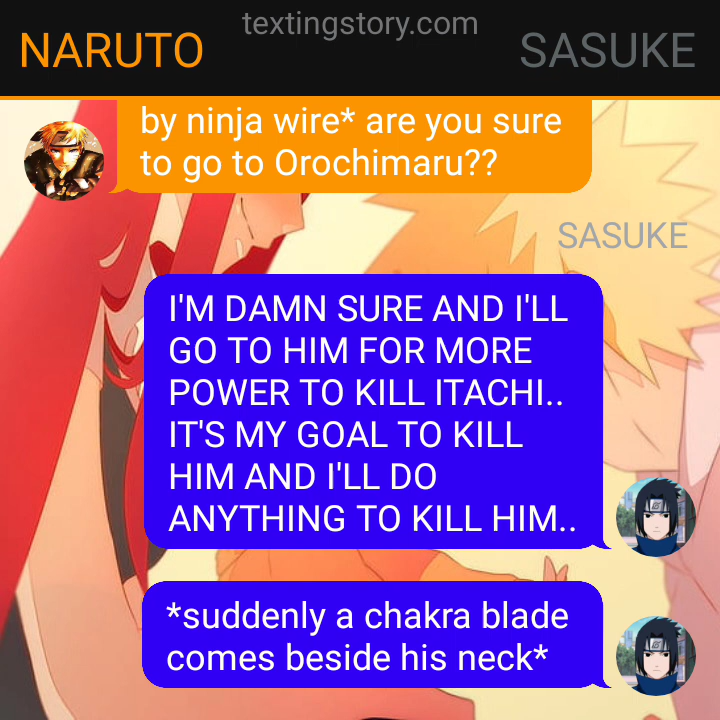 textingstory.com
NARUTO
SASUKE
by ninja wire* are you sure
to go to Orochimaru??
SASUKE
I'M DAMN SURE AND I'LL
GO TO HIM FOR MORE
POWER TO KILL ITACHI..
IT'S MY GOAL TO KILL
HIM AND I'LL DO
ANYTHING TO KILL HIM..
*suddenly a chakra blade
comes beside his neck*